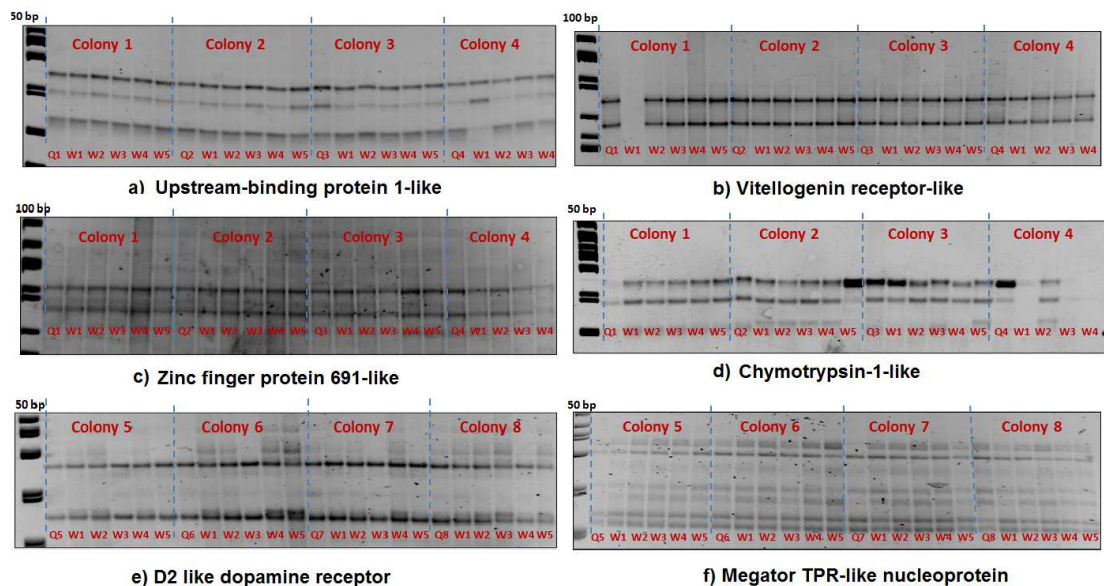 50 bp
Colony 1 Colony 2 Colony 3 Colony 4
Q1 W1 W2 W3 W4 W5 Q2 W1 W2 W3 W4 W5 Q3 W1 W2 W3 W4 W5 Q4 W1 W2 W3 W4
a) Upstream-binding protein 1-like
100 bp
Colony 1 Colony 2 Colony 3 Colony 4
Q1 W1 W2 W3 W4 W5 Q2 W1 W2 W3 W4 W5 Q3 W1 W2 W3 W4 W5 Q4 W1 W2 W3 W4
b) Vitellogenin receptor-like
100 bp
Colony 1 Colony 2 Colony 3 Colony 4
Q1 W1 W2 W3 W4 W5 Q2 W1 W2 W3 W4 W5 Q3 W1 W2 W3 W4 W5 Q4 W1 W2 W3 W4
c) Zinc finger protein 691-like
50 bp
Colony 1 Colony 2 Colony 3 Colony 4
Q1 W1 W2 W3 W4 W5 Q2 W1 W2 W3 W4 W5 Q3 W1 W2 W3 W4 W5 Q4 W1 W2 W3 W4
d) Chymotrypsin-1-like
50 bp
Colony 5 Colony 6 Colony 7 Colony 8
Q5 W1 W2 W3 W4 W5 Q6 W1 W2 W3 W4 W5 Q7 W1 W2 W3 W4 W5 Q8 W1 W2 W3 W4 W5
e) D2 like dopamine receptor
50 bp
Colony 5 Colony 6 Colony 7 Colony 8
Q5 W1 W2 W3 W4 W5 Q6 W1 W2 W3 W4 W5 Q7 W1 W2 W3 W4 W5 Q8 W1 W2 W3 W4 W5
f) Megator TPR-like nucleoprotein